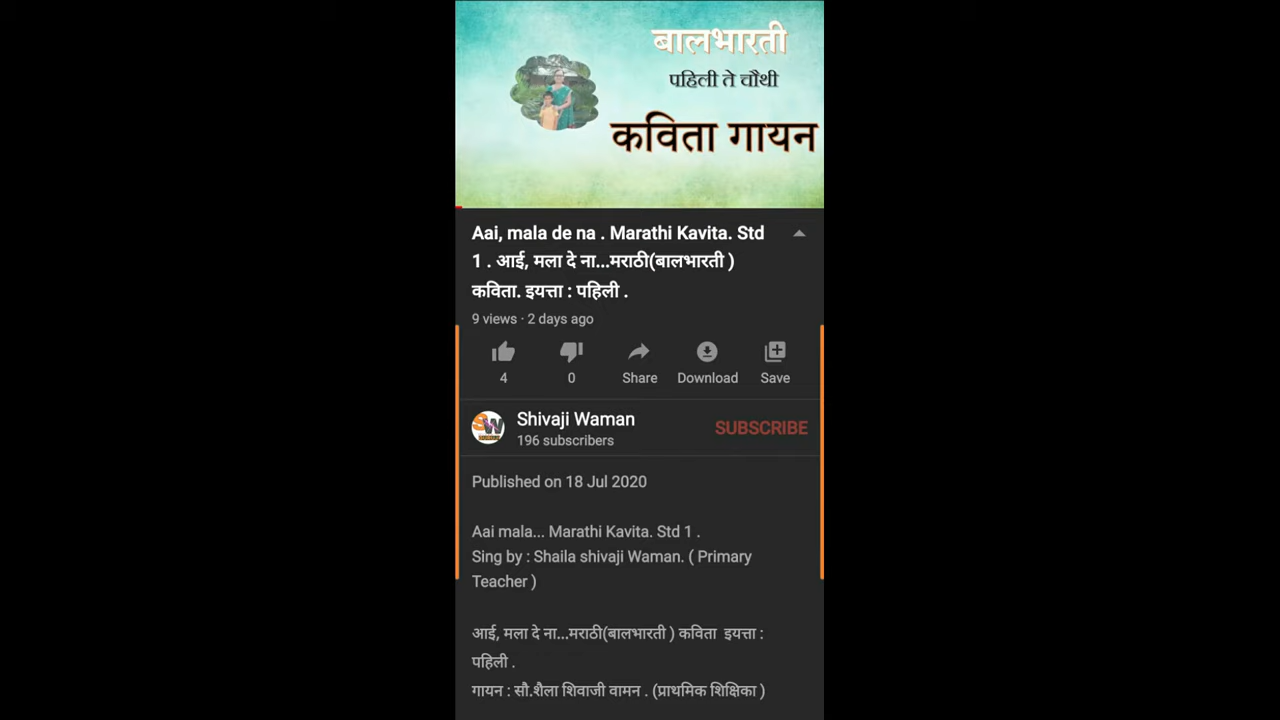 बालभारती
पहिली ते चौथी
कविता गायन
Aai, mala de na . Marathi Kavita. Std
1 . आई, मला दे ना...मराठी(बालभारती )
कविता. इयत्ता : पहिली .
9 views · 2 days ago
4
0
Share
Download
Save
Shivaji Waman
196 subscribers
SUBSCRIBE
Published on 18 Jul 2020
Aai mala... Marathi Kavita. Std 1 .
Sing by : Shaila shivaji Waman. ( Primary
Teacher )
आई, मला दे ना...मराठी(बालभारती ) कविता  इयत्ता :
पहिली .
गायन : सौ.शैला शिवाजी वामन . (प्राथमिक शिक्षिका )